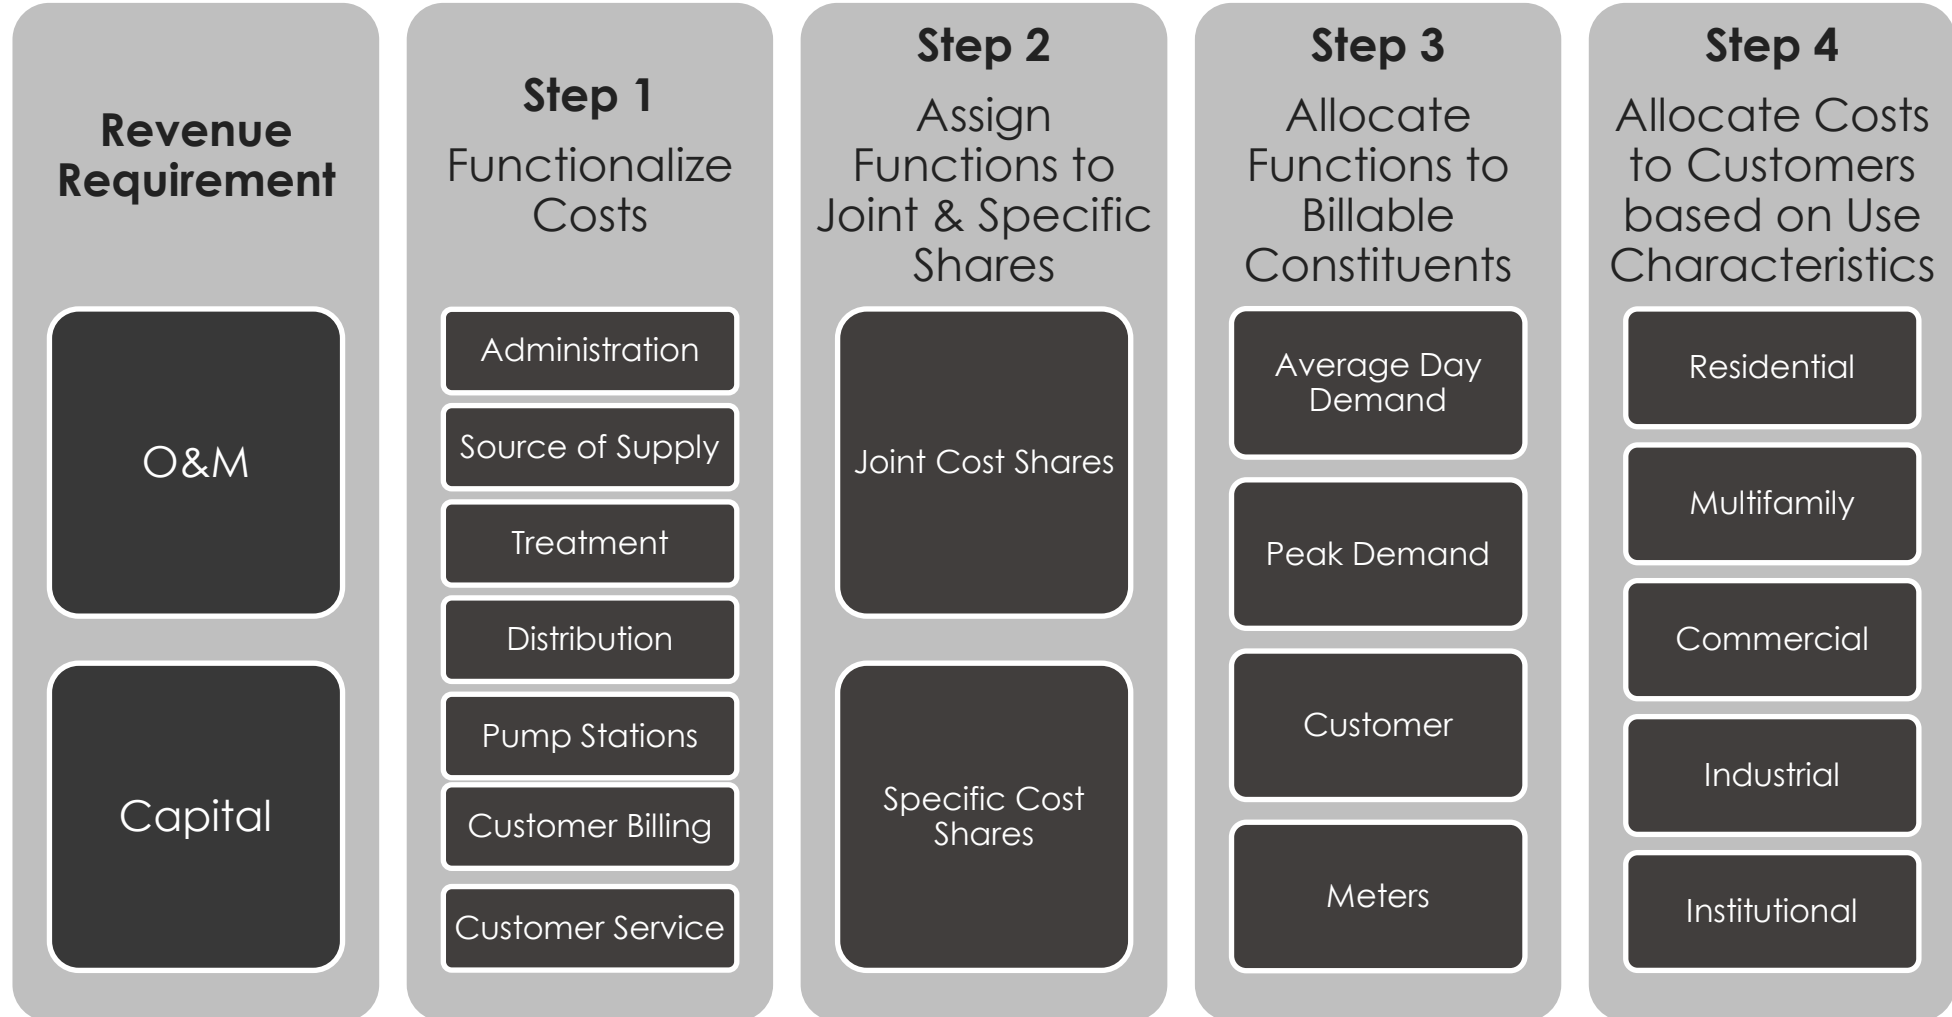 Revenue
Requirement
O&M
Capital
Step 1
Functionalize
Costs
Administration
Source of Supply
Treatment
Distribution
Pump Stations
Customer Billing
Customer Service
Step 2
Assign
Functions to
Joint & Specific
Shares
Joint Cost Shares
Specific Cost
Shares
Step 3
Allocate
Functions to
Billable
Constituents
Average Day
Demand
Peak Demand
Customer
Meters
Step 4
Allocate Costs
to Customers
based on Use
Characteristics
Residential
Multifamily
Commercial
Industrial
Institutional